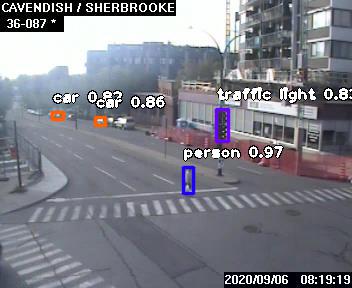 CAVENDISH / SHERBROOKE
36-087 *
car 0.82
car 0.86
traffic light 0.83
person 0.97
2020/09/06 08:19:19